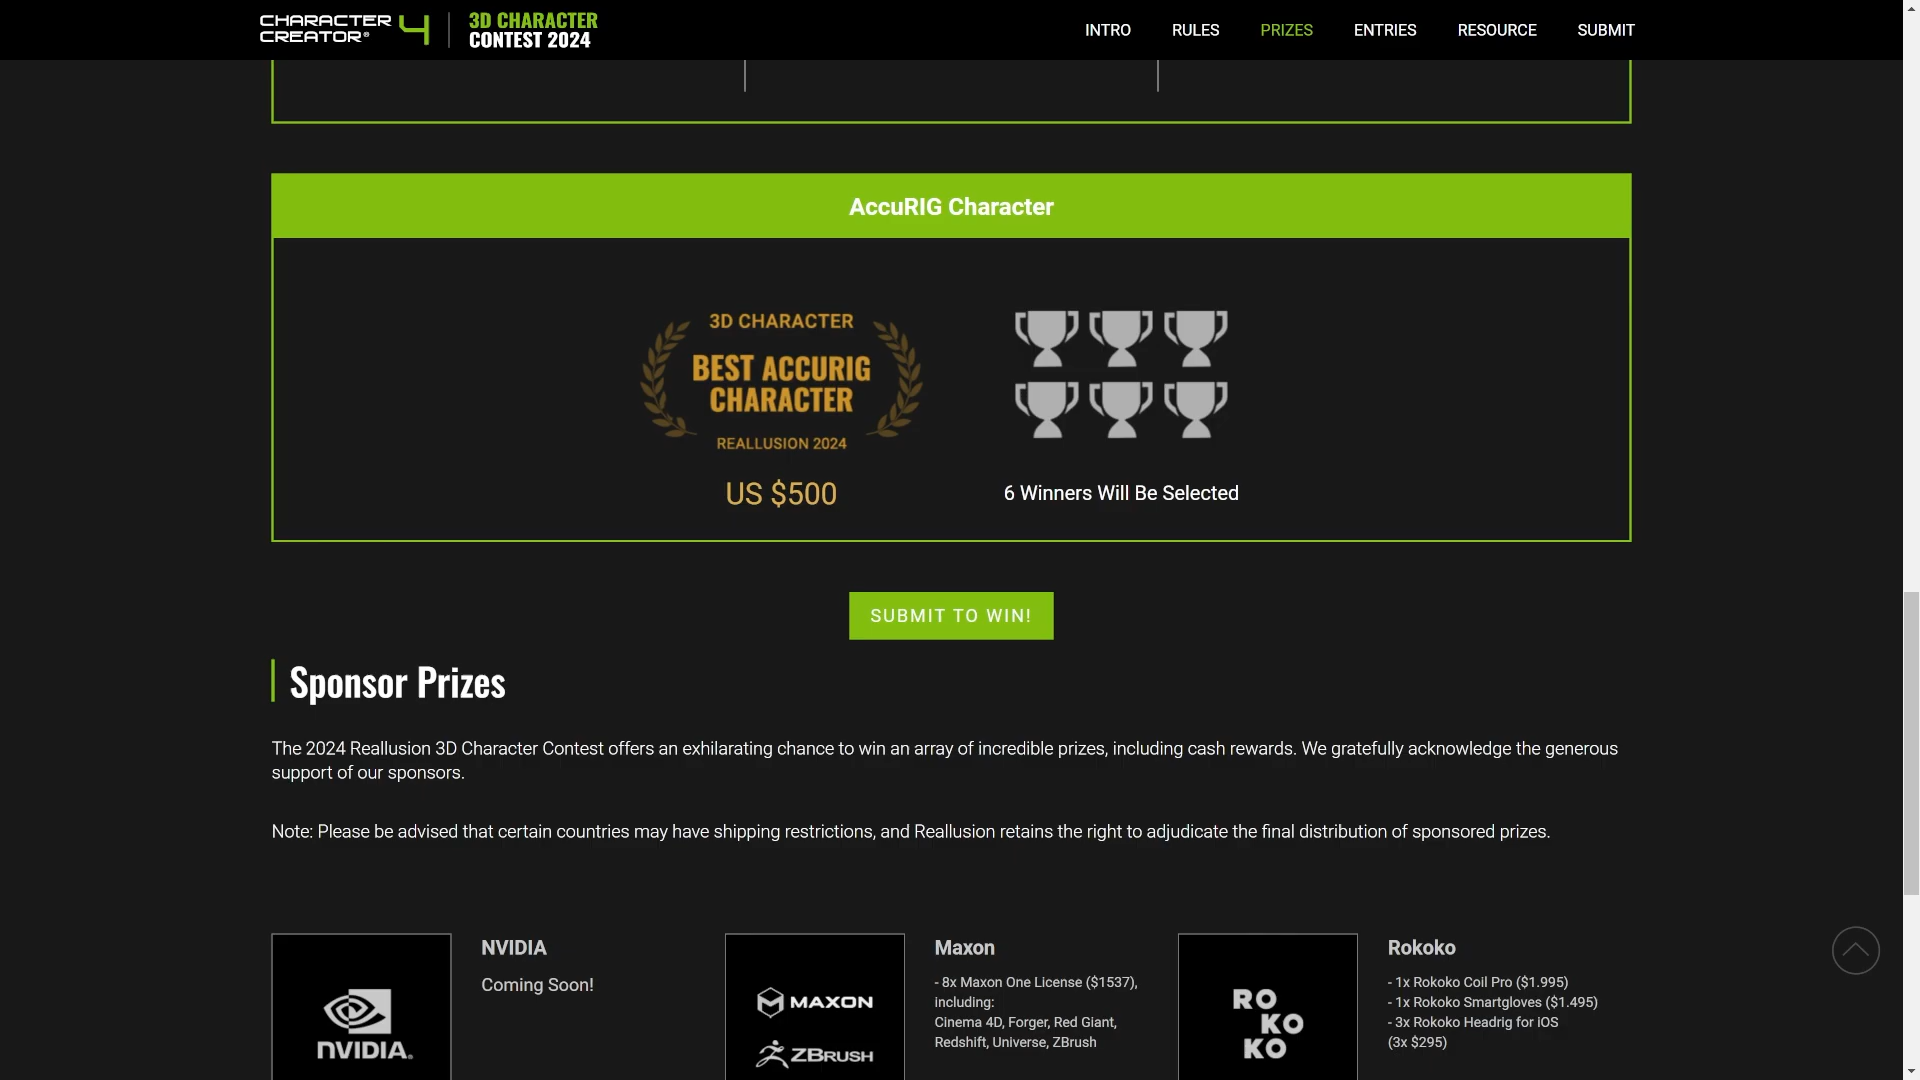 CHARACTER
CREATOR® 4
3D CHARACTER
CONTEST 2024
INTRO
RULES
PRIZES
ENTRIES
RESOURCE
SUBMIT
AccuRIG Character
3D CHARACTER
BEST ACCURIG
CHARACTER
REALLUSION 2024
US $500
6 Winners Will Be Selected
SUBMIT TO WIN!
Sponsor Prizes
The 2024 Reallusion 3D Character Contest offers an exhilarating chance to win an array of incredible prizes, including cash rewards. We gratefully acknowledge the generous
support of our sponsors.
Note: Please be advised that certain countries may have shipping restrictions, and Reallusion retains the right to adjudicate the final distribution of sponsored prizes.
NVIDIA.
NVIDIA
Coming Soon!
MAXON
ZBRUSH
Maxon
- 8x Maxon One License ($1537),
including:
Cinema 4D, Forger, Red Giant,
Redshift, Universe, ZBrush
RO
KO
KO
Rokoko
- 1x Rokoko Coil Pro ($1.995)
- 1x Rokoko Smartgloves ($1.495)
- 3x Rokoko Headrig for iOS
(3x $295)